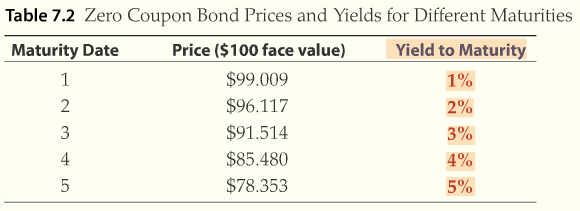 Table 7.2 Zero Coupon Bond Prices and Yields for Different Maturities
Maturity Date Price ($100 face value) Yield to Maturity
1 $99.009 1%
2 $96.117 2%
3 $91.514 3%
4 $85.480 4%
5 $78.353 5%